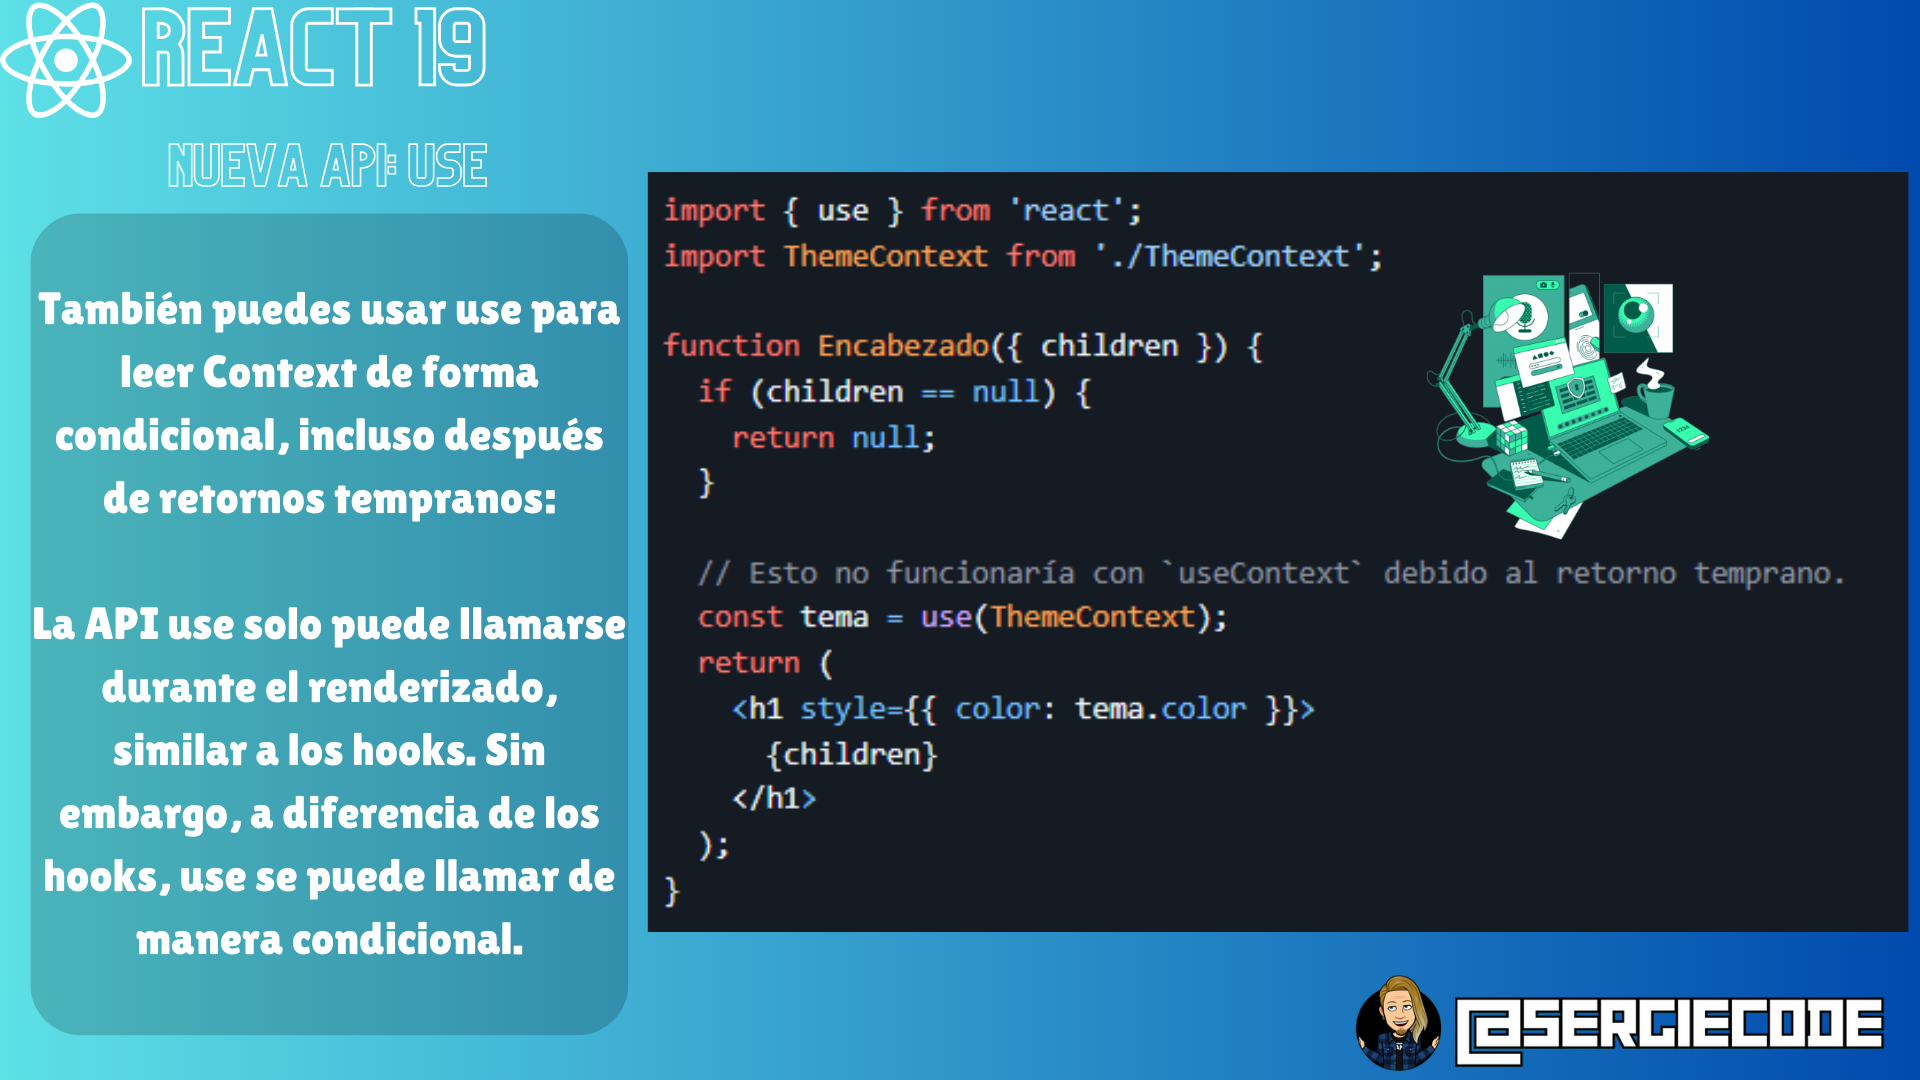 REACT 19
NUEVA API: USE
También puedes usar use para
leer Context de forma
condicional, incluso después
de retornos tempranos:
La API use solo puede llamarse
durante el renderizado,
similar a los hooks. Sin
embargo, a diferencia de los
hooks, use se puede llamar de
manera condicional.
import { use } from 'react';
import ThemeContext from './ThemeContext';
function Encabezado({ children }) {
  if (children == null) {
    return null;
  }
  // Esto no funcionaría con `useContext` debido al retorno temprano.
  const tema = use(ThemeContext);
  return (
    <h1 style={{ color: tema.color }}>
      {children}
    </h1>
  );
}
@SERGIECODE